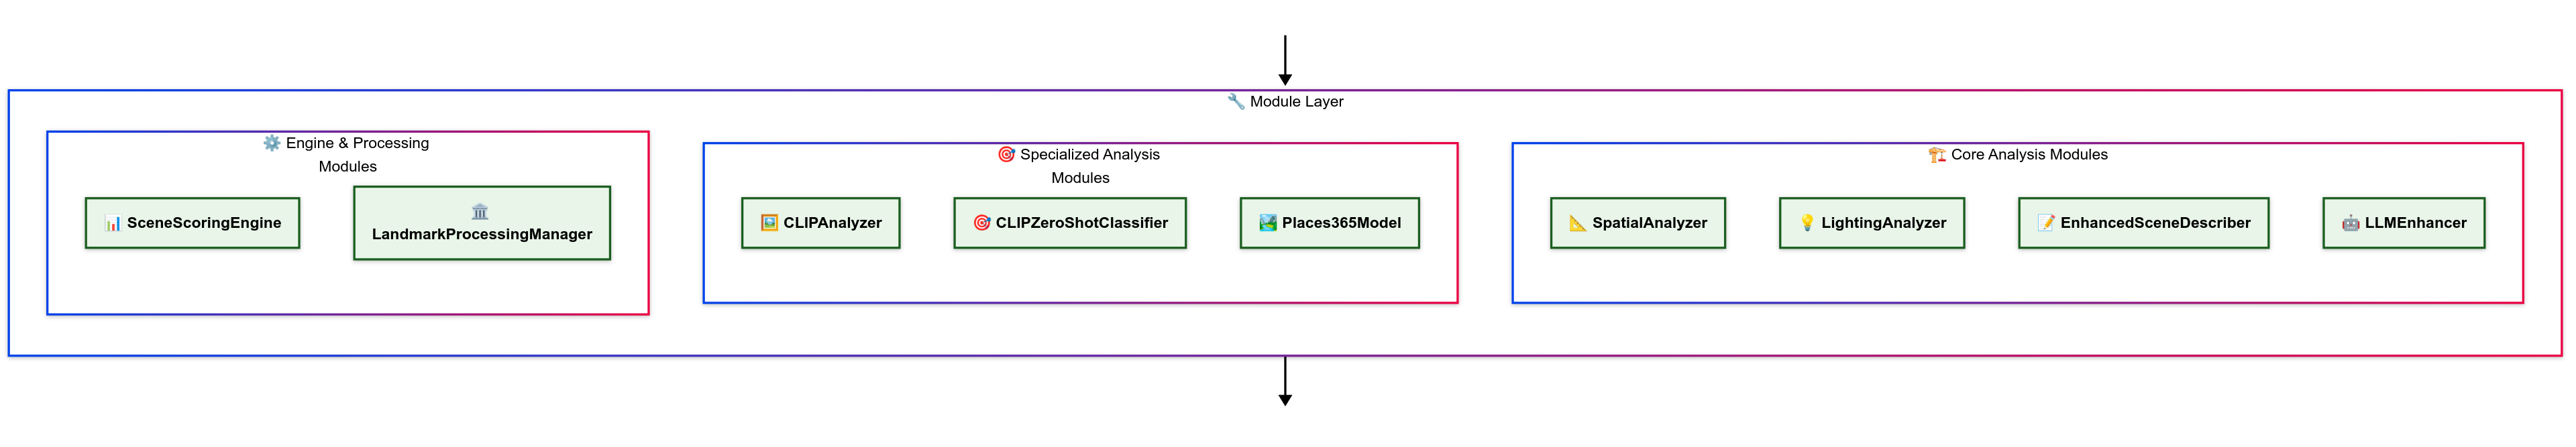 🔧 Module Layer
⚙️ Engine & Processing
Modules
📊 SceneScoringEngine
🏛️
LandmarkProcessingManager
🎯 Specialized Analysis
Modules
🖼️ CLIPAnalyzer
🎯 CLIPZeroShotClassifier
🏞️ Places365Model
🏗️ Core Analysis Modules
📐 SpatialAnalyzer
💡 LightingAnalyzer
📝 EnhancedSceneDescriber
🤖 LLMEnhancer